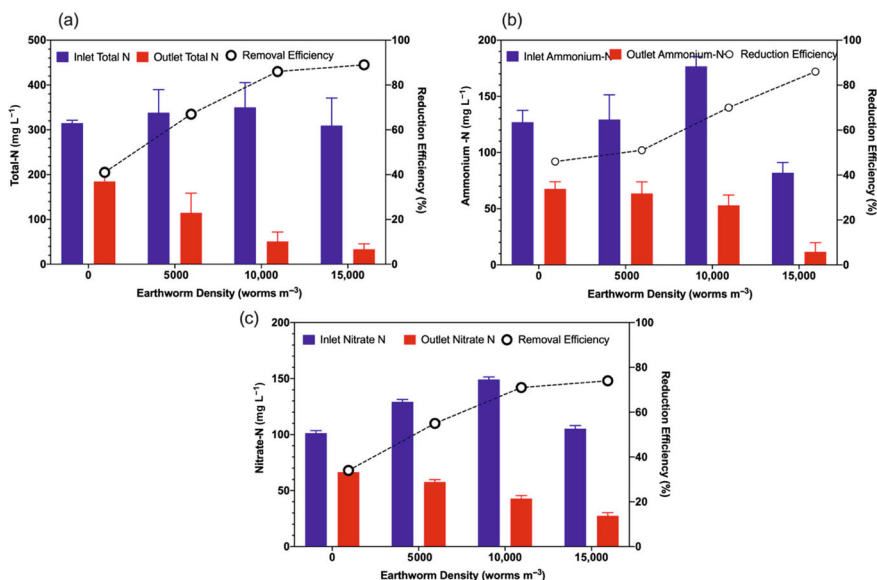 (a)
Inlet Total N Outlet Total N Removal Efficiency
500
400
300
200
100
0
Total-N (mg L⁻¹)
100
80
60
40
20
0
Reduction Efficiency (%)
0 5000 10,000 15,000
Earthworm Density (worms m⁻³)
(b)
Inlet Ammonium-N Outlet Ammonium-N Reduction Efficiency
200
150
100
50
0
Ammonium -N (mg L⁻¹)
100
80
60
40
20
0
Reduction Efficiency (%)
0 5000 10,000 15,000
Earthworm Density (worms m⁻³)
(c)
Inlet Nitrate N Outlet Nitrate N Removal Efficiency
200
150
100
50
0
Nitrate-N (mg L⁻¹)
100
80
60
40
20
0
Reduction Efficiency (%)
0 5000 10,000 15,000
Earthworm Density (worms m⁻³)